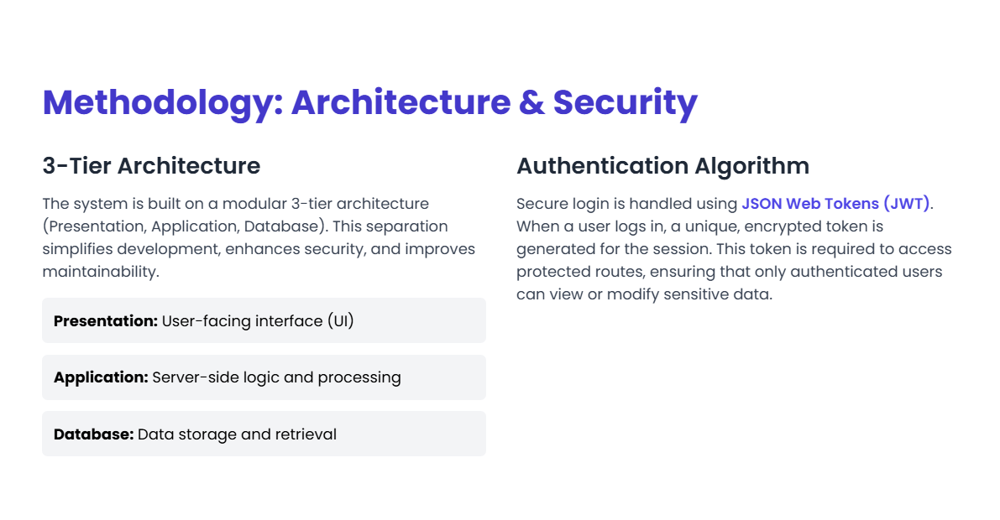 Methodology: Architecture & Security
3-Tier Architecture
The system is built on a modular 3-tier architecture
(Presentation, Application, Database). This separation
simplifies development, enhances security, and improves
maintainability.
Presentation: User-facing interface (UI)
Application: Server-side logic and processing
Database: Data storage and retrieval
Authentication Algorithm
Secure login is handled using JSON Web Tokens (JWT).
When a user logs in, a unique, encrypted token is
generated for the session. This token is required to access
protected routes, ensuring that only authenticated users
can view or modify sensitive data.